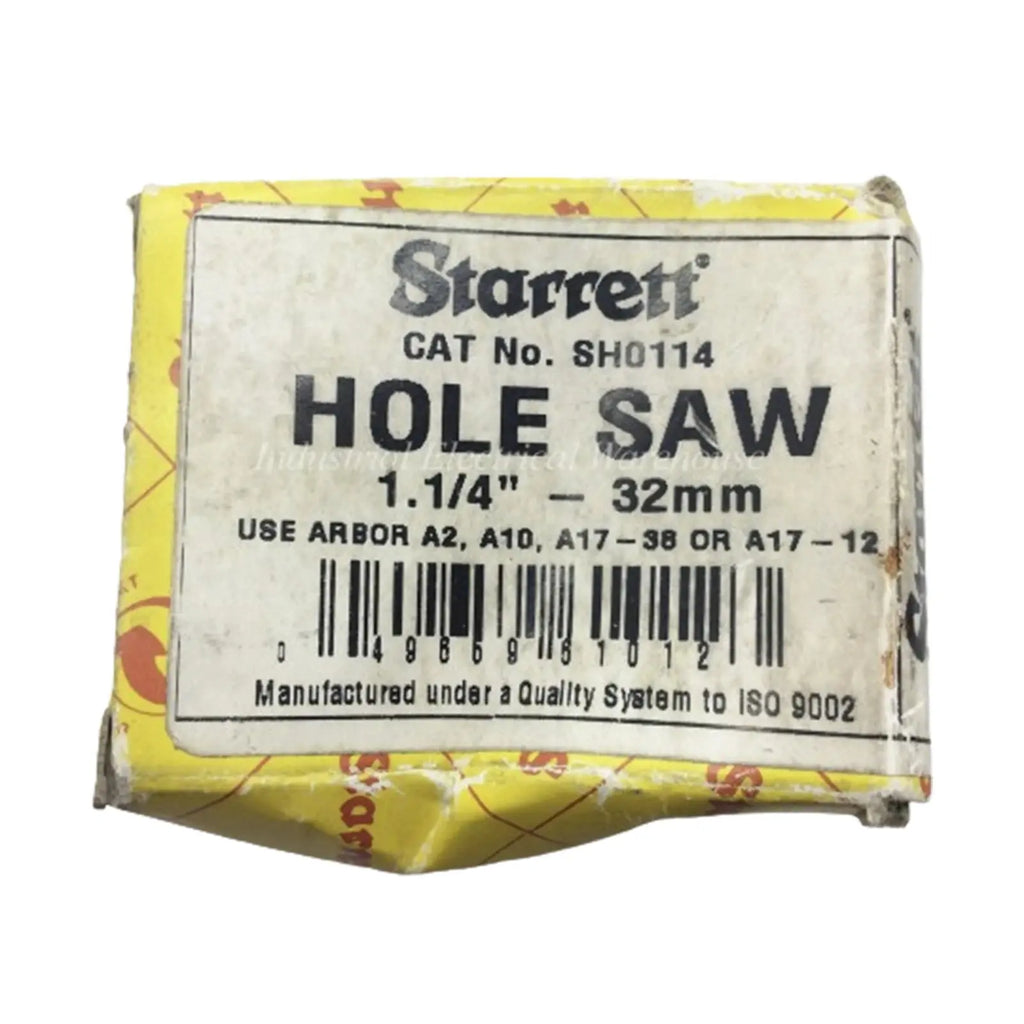 Starrett®
CAT No. SH0114
HOLE SAW
Industrial Electrical Warehouse
1.1/4" – 32mm
USE ARBOR A2, A10, A17–38 OR A17–12
0 49659 61012
Manufactured under a Quality System to ISO 9002